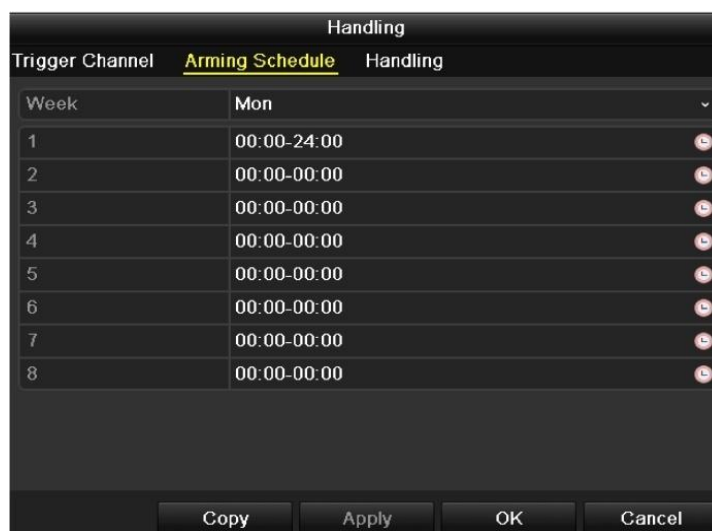 Handling
Trigger Channel Arming Schedule Handling
Week Mon
1 00:00-24:00
2 00:00-00:00
3 00:00-00:00
4 00:00-00:00
5 00:00-00:00
6 00:00-00:00
7 00:00-00:00
8 00:00-00:00
Copy Apply OK Cancel